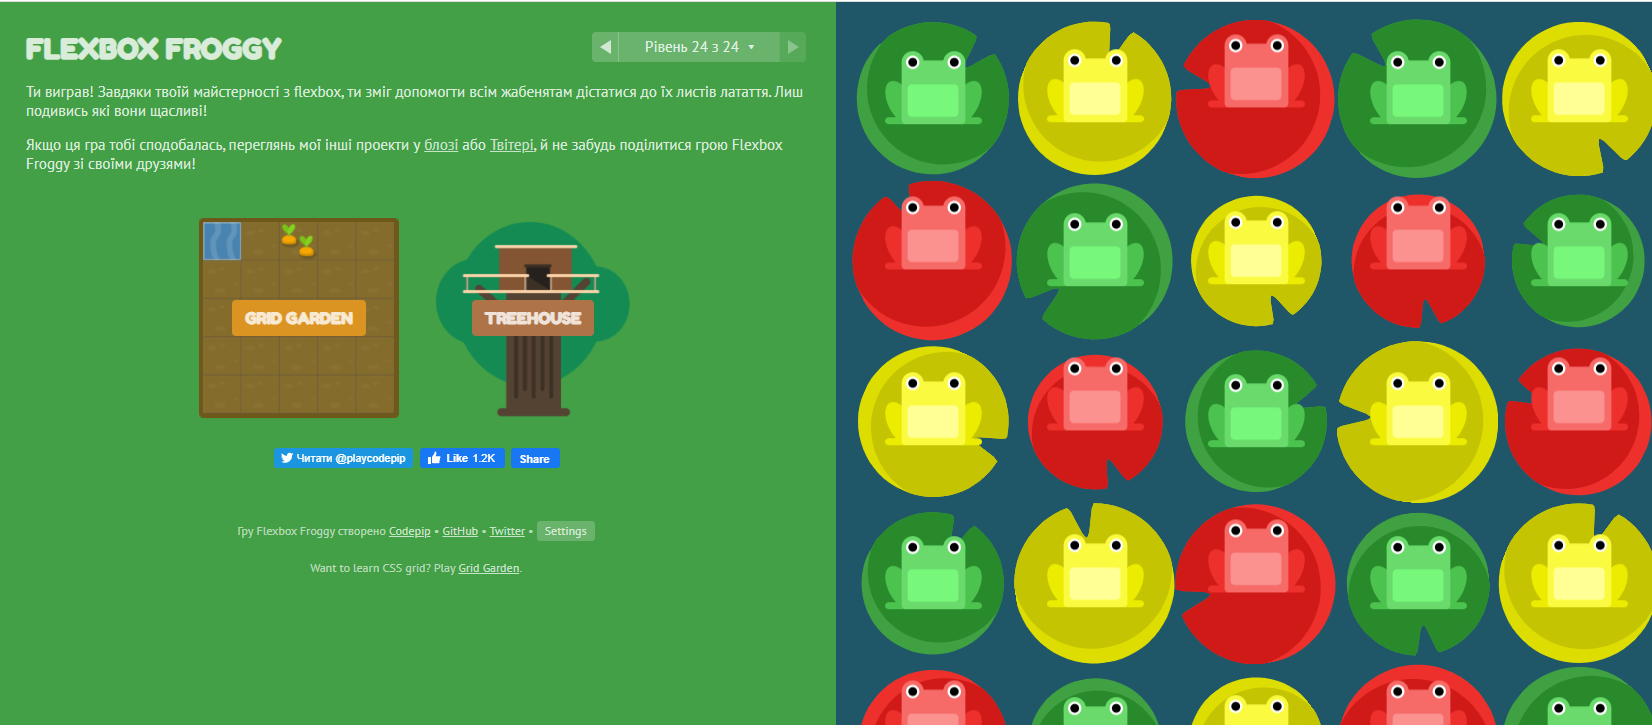 FLEXBOX FROGGY
Рівень 24 з 24
Ти виграв! Завдяки твоїй майстерності з flexbox, ти зміг допомогти всім жабенятам дістатися до їх листів латаття. Лиш
подивись які вони щасливі!
Якщо ця гра тобі сподобалась, переглянь мої інші проекти у блозі або Твітері, й не забудь поділитися грою Flexbox
Froggy зі своїми друзями!
GRID GARDEN
TREEHOUSE
Читати @playcodepip
Like 1.2K
Share
Гру Flexbox Froggy створено Codepip • GitHub • Twitter • Settings
Want to learn CSS grid? Play Grid Garden.